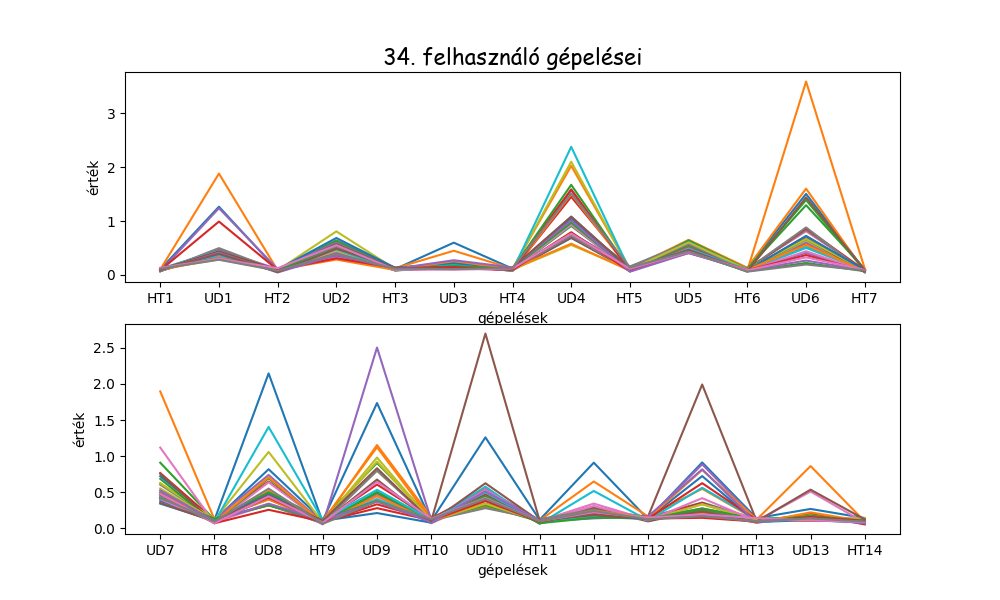 34. felhasználó gépelései
érték
3
2
1
0
HT1 UD1 HT2 UD2 HT3 UD3 HT4 UD4 HT5 UD5 HT6 UD6 HT7
gépelések
érték
2.5
2.0
1.5
1.0
0.5
0.0
UD7 HT8 UD8 HT9 UD9 HT10 UD10 HT11 UD11 HT12 UD12 HT13 UD13 HT14
gépelések